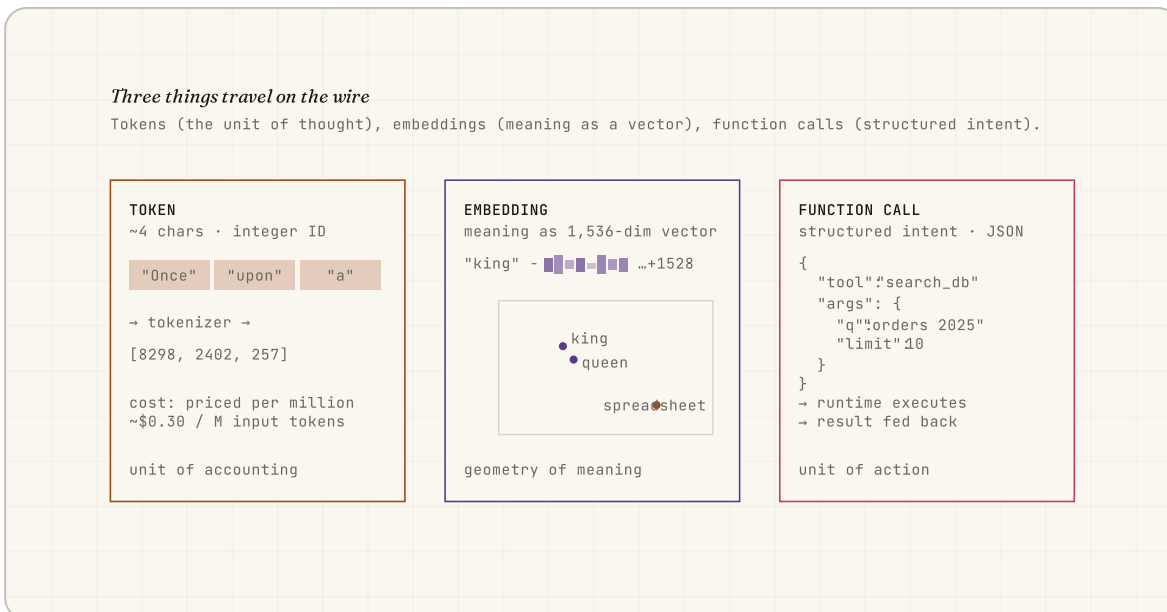 Three things travel on the wire
Tokens (the unit of thought), embeddings (meaning as a vector), function calls (structured intent).
TOKEN
~4 chars · integer ID
"Once" "upon" "a"
→ tokenizer →
[8298, 2402, 257]
cost: priced per million
~$0.30 / M input tokens
unit of accounting
EMBEDDING
meaning as 1,536-dim vector
"king" - …+1528
king
queen
spreadsheet
geometry of meaning
FUNCTION CALL
structured intent · JSON
{
"tool":"search_db"
"args": {
"q":"orders 2025"
"limit":10
}
}
→ runtime executes
→ result fed back
unit of action